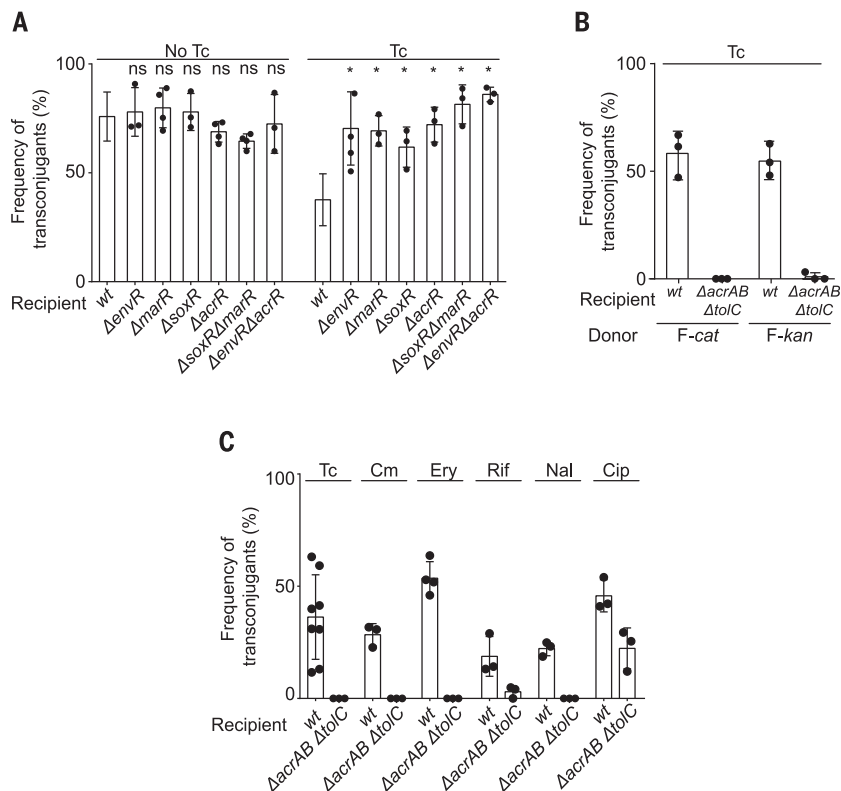 A
No Tc
Tc
ns ns ns ns ns ns
* * * * * *
100
50
0
Frequency of
transconjugants (%)
Recipient
wt
ΔenvR
ΔmarR
ΔsoxR
ΔacrR
ΔsoxRΔmarR
ΔenvRΔacrR
wt
ΔenvR
ΔmarR
ΔsoxR
ΔacrR
ΔsoxRΔmarR
ΔenvRΔacrR
B
Tc
100
50
0
Frequency of
transconjugants (%)
Recipient
wt
ΔacrAB
ΔtolC
wt
ΔacrAB
ΔtolC
Donor
F-cat
F-kan
C
Tc Cm Ery Rif Nal Cip
100
50
0
Frequency of
transconjugants (%)
Recipient
wt
ΔacrAB ΔtolC
wt
ΔacrAB ΔtolC
wt
ΔacrAB ΔtolC
wt
ΔacrAB ΔtolC
wt
ΔacrAB ΔtolC
wt
ΔacrAB ΔtolC